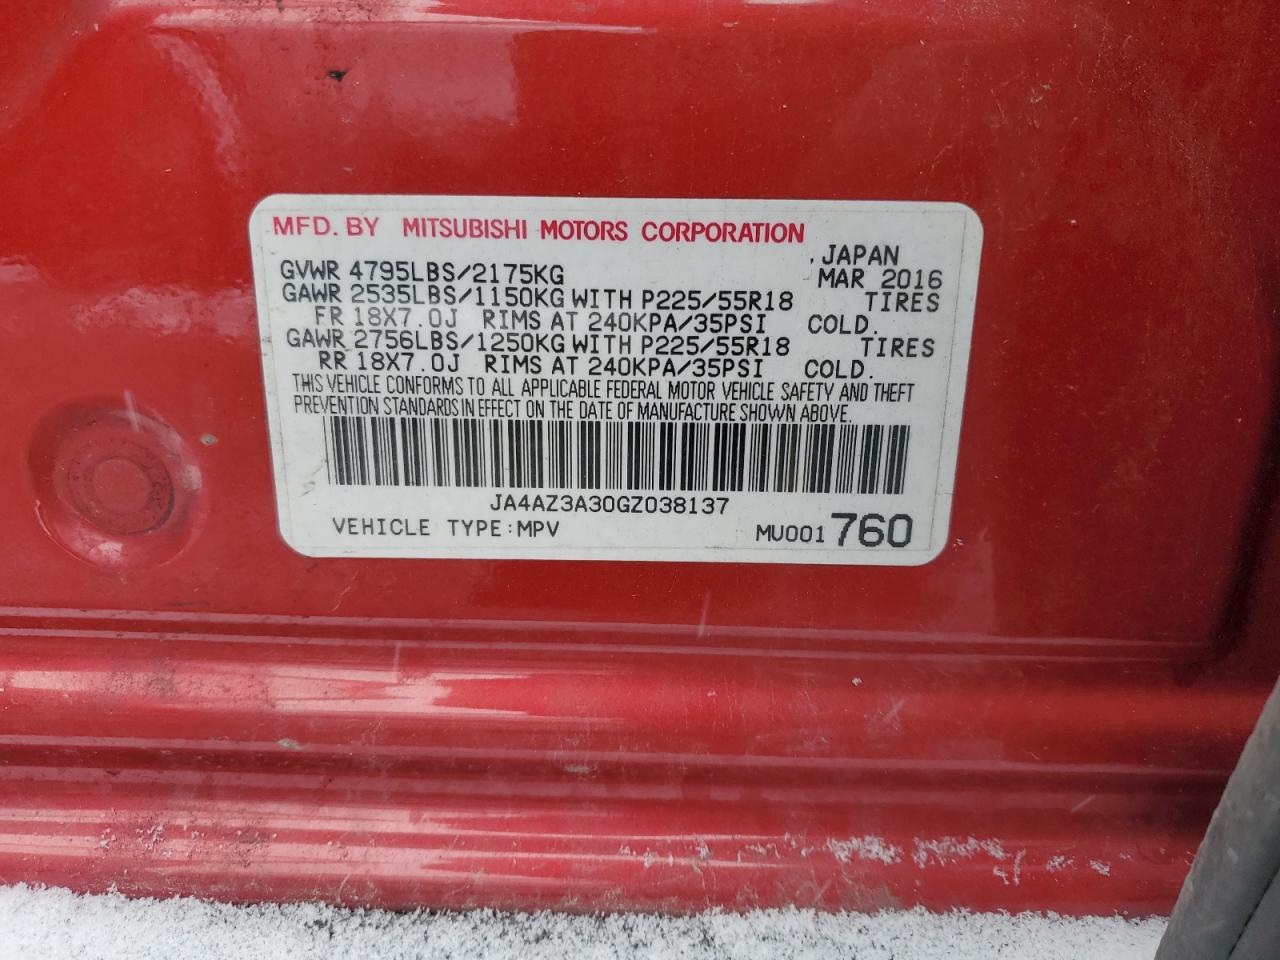 MFD. BY MITSUBISHI MOTORS CORPORATION
, JAPAN
GVWR 4795LBS/2175KG MAR 2016
GAWR 2535LBS/1150KG WITH P225/55R18 TIRES
FR 18X7.0J RIMS AT 240KPA/35PSI COLD.
GAWR 2756LBS/1250KG WITH P225/55R18 TIRES
RR 18X7.0J RIMS AT 240KPA/35PSI COLD.
THIS VEHICLE CONFORMS TO ALL APPLICABLE FEDERAL MOTOR VEHICLE SAFETY AND THEFT
PREVENTION STANDARDS IN EFFECT ON THE DATE OF MANUFACTURE SHOWN ABOVE.
JA4AZ3A30GZ038137
VEHICLE TYPE:MPV MU001 760